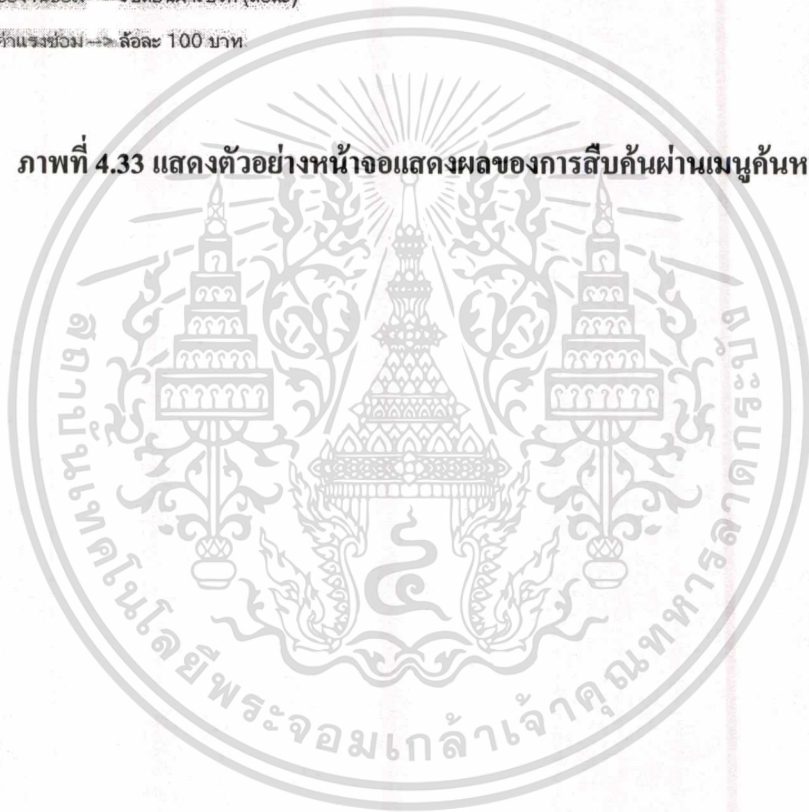 ค่าแรงซ่อม --> ล้อละ 100 บาท
ภาพที่ 4.33 แสดงตัวอย่างหน้าจอแสดงผลของการสืบค้นผ่านเมนูค้นห
สถาบันเทคโนโลยีพระจอมเกล้าเจ้าคุณทหารลาดกระบัง